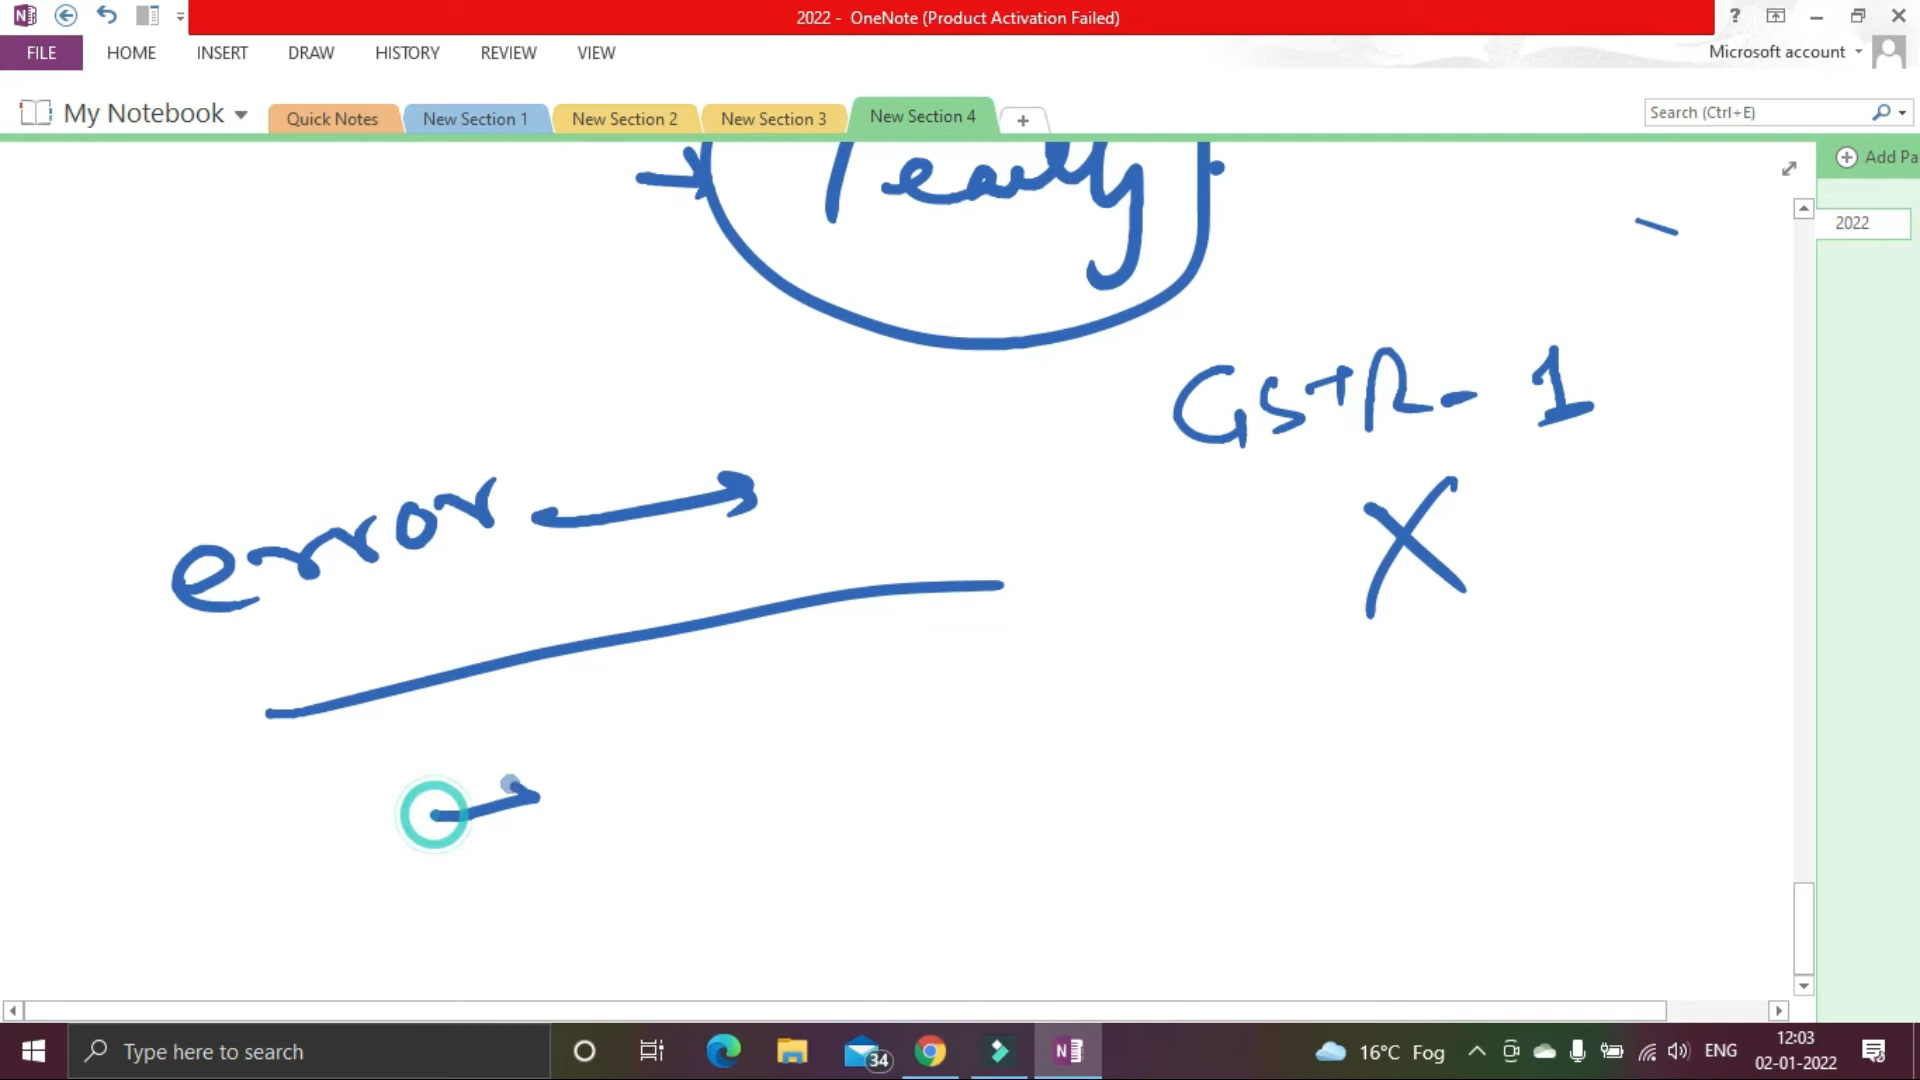 2022 - OneNote (Product Activation Failed)
?
FILE HOME INSERT DRAW HISTORY REVIEW VIEW
Microsoft account
My Notebook
Quick Notes
New Section 1
New Section 2
New Section 3
New Section 4
Search (Ctrl+E)
Add Pa
2022
GSTR- 1
error
X
Type here to search
34
16°C Fog
ENG
12:03
02-01-2022